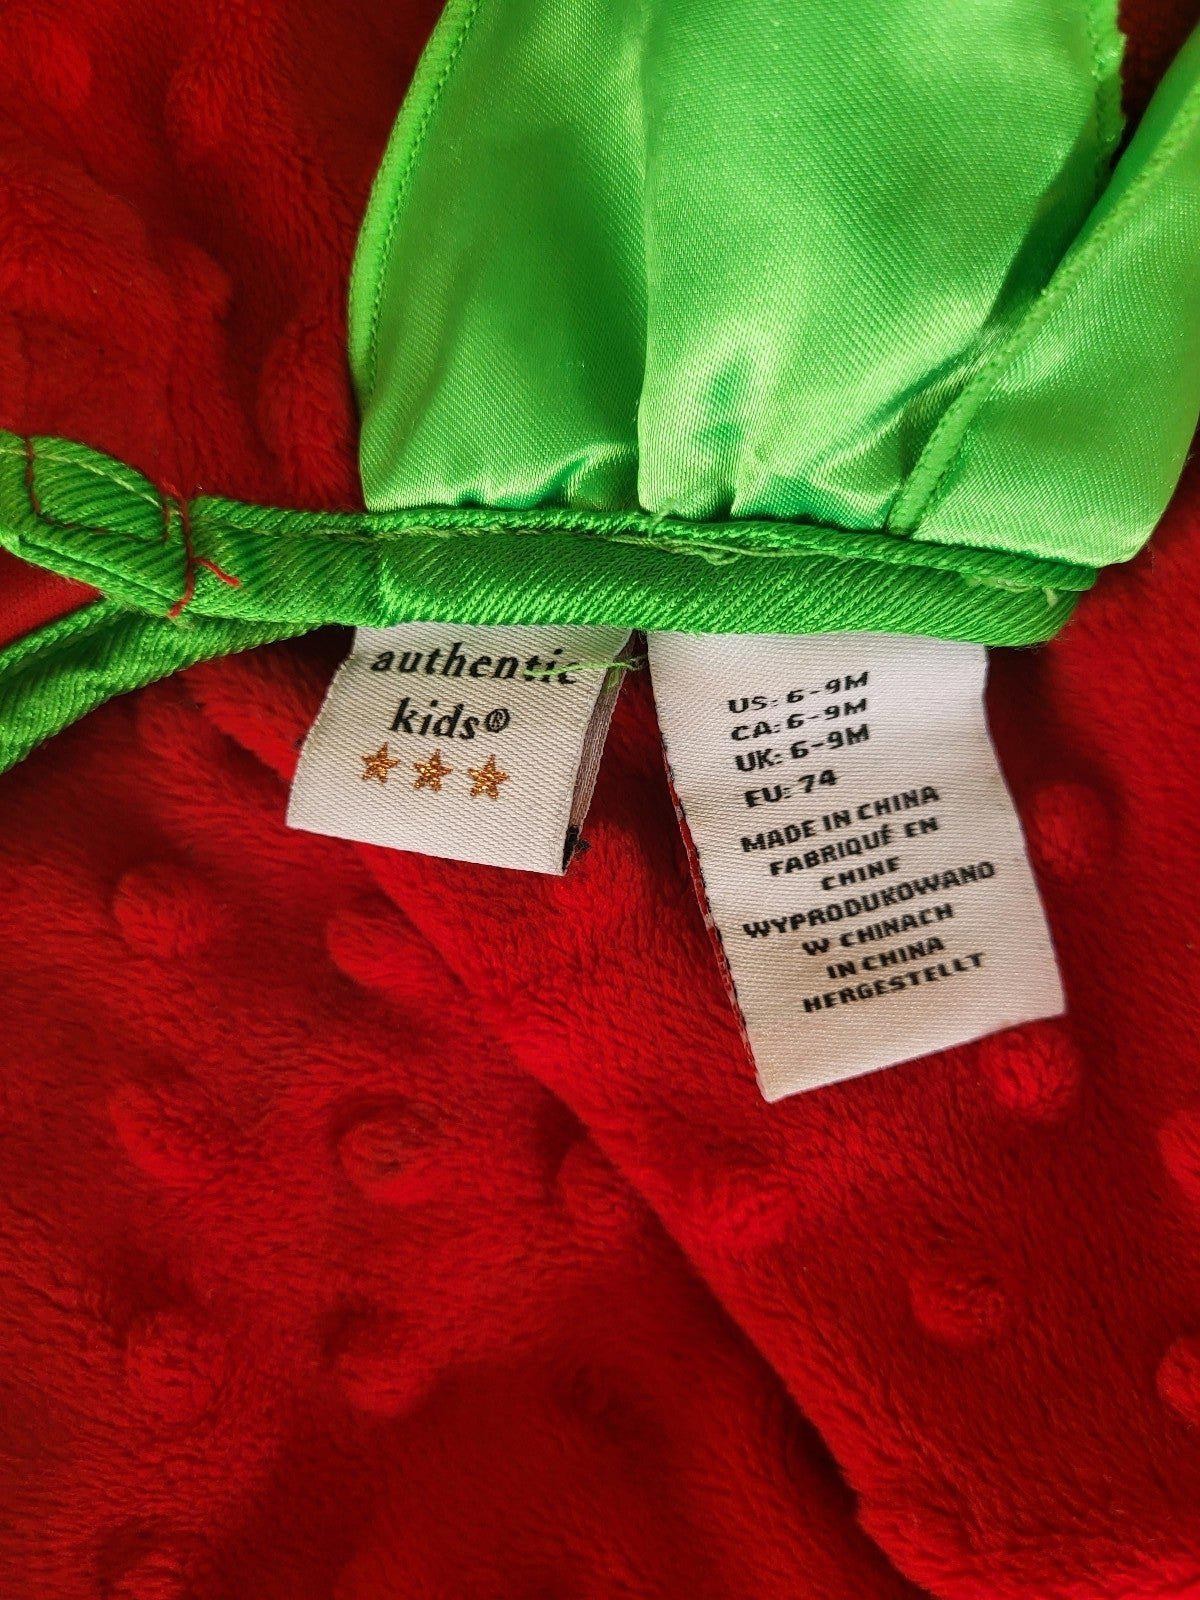 authentic
kids®
US: 6-9M
CA: 6-9M
UK: 6-9M
EU: 74
MADE IN CHINA
FABRIQUÉ EN
CHINE
WYPRODUKOWANO
W CHINACH
IN CHINA
HERGESTELLT